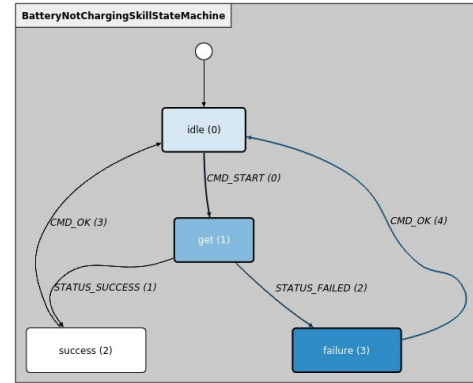 BatteryNotChargingSkillStateMachine
idle (0)
CMD_START (0)
CMD_OK (3)
CMD_OK (4)
get (1)
STATUS_SUCCESS (1)
STATUS_FAILED (2)
success (2)
failure (3)